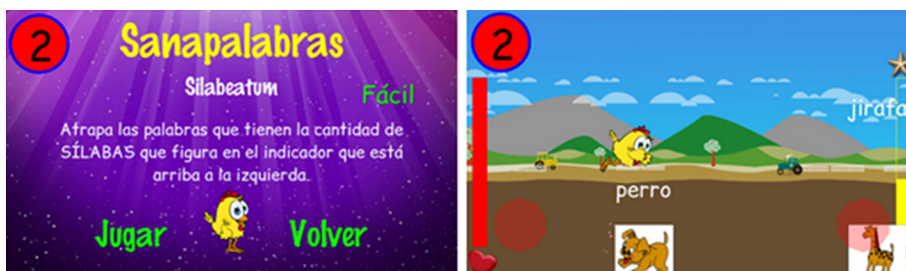 2
Sanapalabras
Silabeatum
Fácil
Atrapa las palabras que tienen la cantidad de
SÍLABAS que figura en el indicador que está
arriba a la izquierda.
Jugar
Volver
2
jirafa
perro